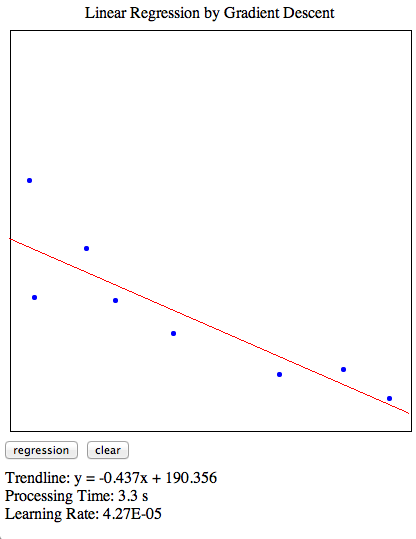 Linear Regression by Gradient Descent
regression clear
Trendline: y = -0.437x + 190.356
Processing Time: 3.3 s
Learning Rate: 4.27E-05